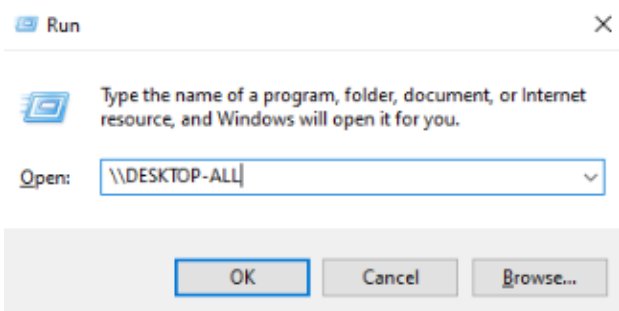 Run
Type the name of a program, folder, document, or Internet
resource, and Windows will open it for you.
Open: \\DESKTOP-ALL
OK Cancel Browse...